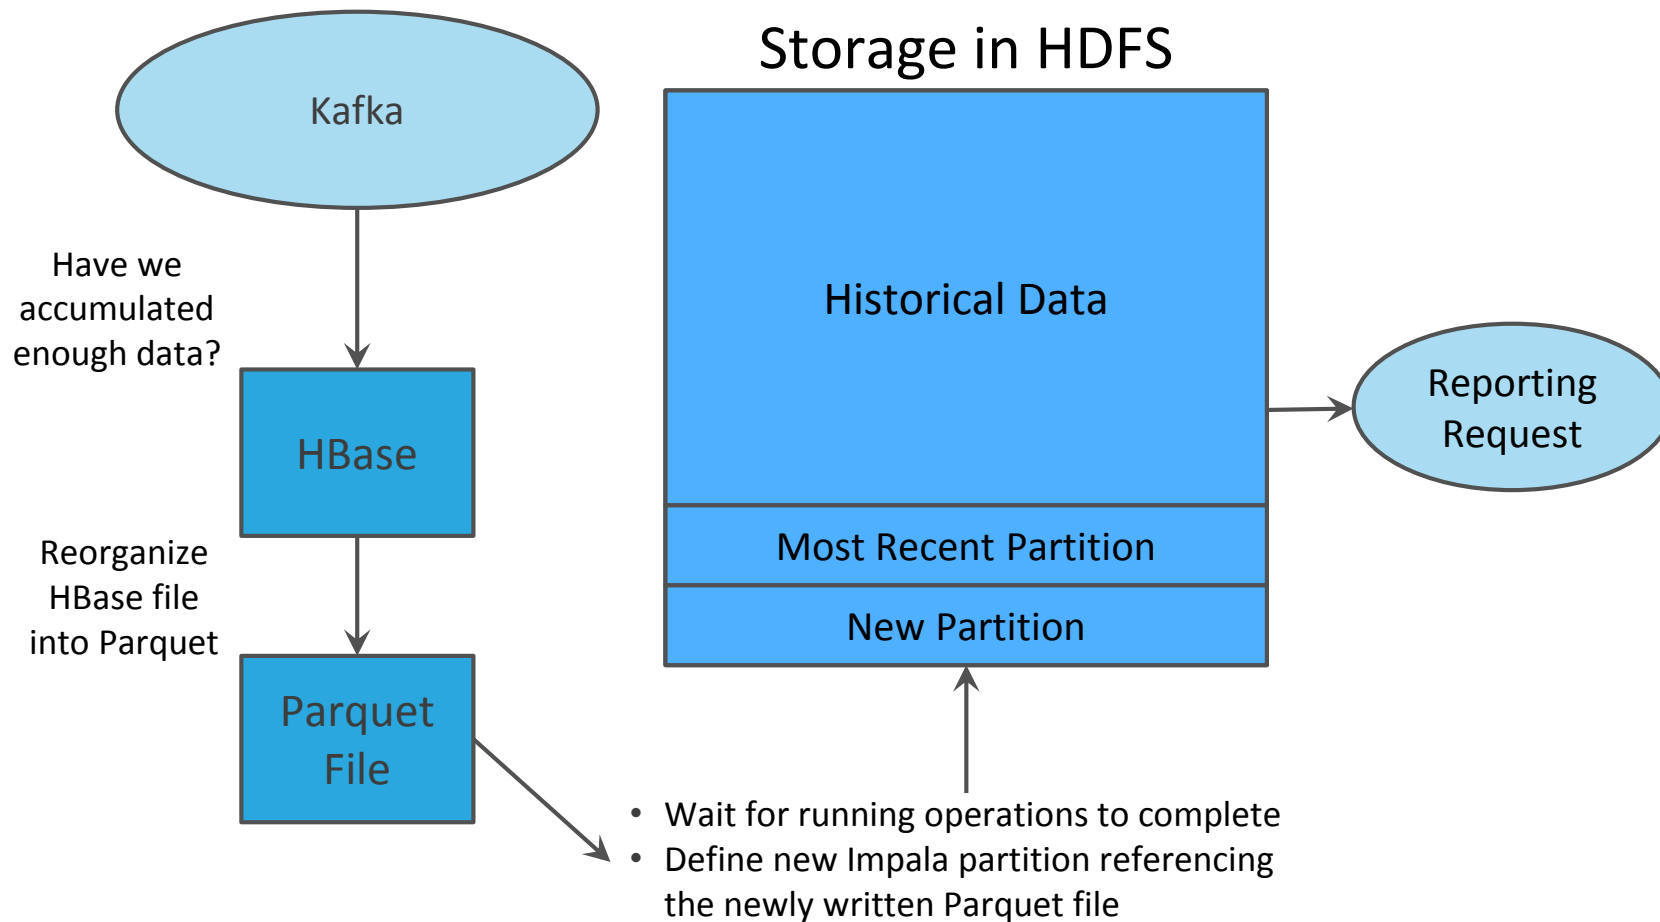 Storage in HDFS
Kafka
Have we
accumulated
enough data?
HBase
Reorganize
HBase file
into Parquet
Parquet
File
Historical Data
Most Recent Partition
New Partition
Reporting
Request
• Wait for running operations to complete
• Define new Impala partition referencing
the newly written Parquet file